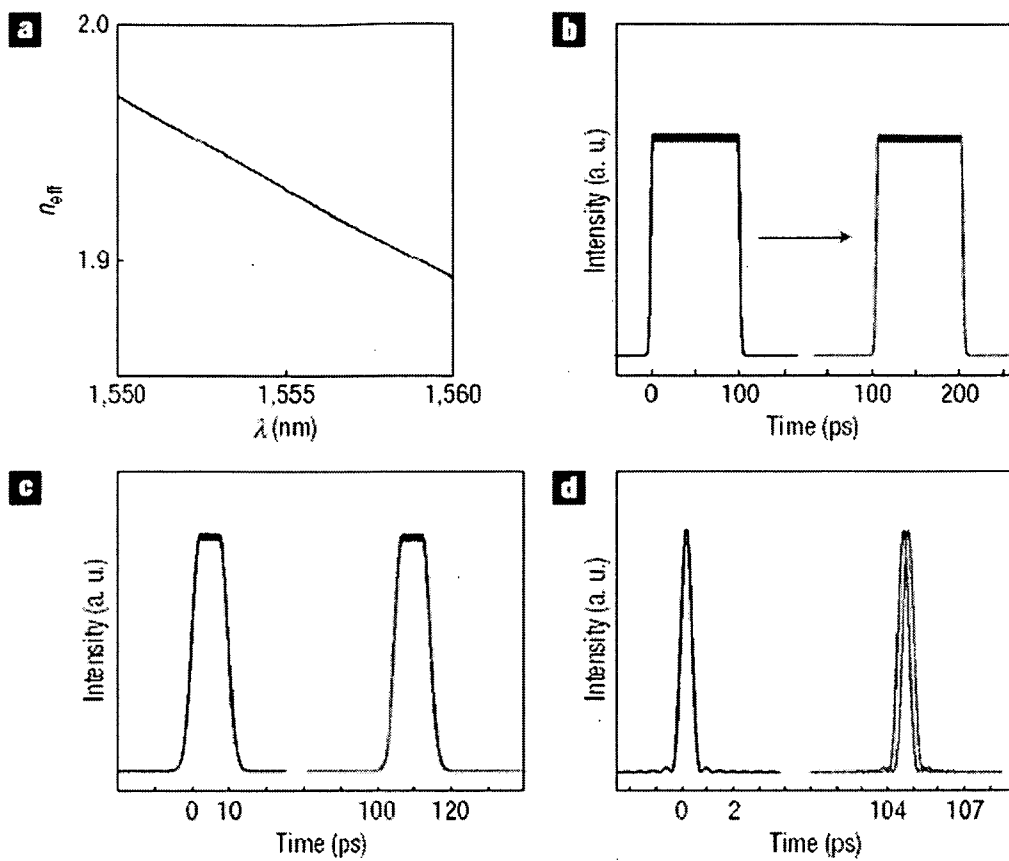 a
2.0
1.9
n_eff
1,550 1,555 1,560
λ (nm)
b
Intensity (a. u.)
0 100 100 200
Time (ps)
c
Intensity (a. u.)
0 10 100 120
Time (ps)
d
Intensity (a. u.)
0 2 104 107
Time (ps)